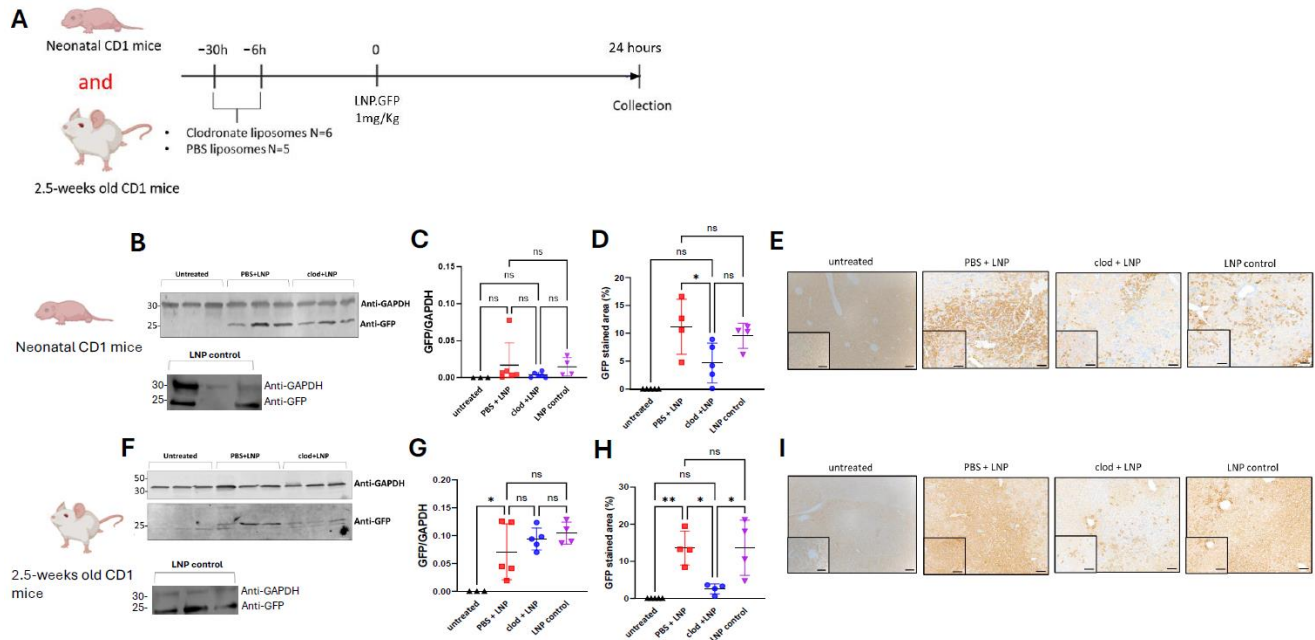 A
Neonatal CD1 mice
and
2.5-weeks old CD1 mice
−30h −6h 0 24 hours
LNP.GFP
1mg/Kg
Collection
• Clodronate liposomes N=6
• PBS liposomes N=5
B
Untreated PBS+LNP clod+LNP
30- Anti-GAPDH
25- Anti-GFP
Neonatal CD1 mice
LNP control
30- Anti-GAPDH
25- Anti-GFP
C
ns
ns
ns
ns ns
GFP/GAPDH
0.15
0.10
0.05
0.00
untreated
PBS + LNP
clod +LNP
LNP control
D
ns
ns
* ns
GFP stained area (%)
20
15
10
5
0
untreated
PBS + LNP
clod +LNP
LNP control
E
untreated PBS + LNP clod + LNP LNP control
F
Untreated PBS+LNP clod+LNP
50-
30-
Anti-GAPDH
25-
Anti-GFP
2.5-weeks old CD1
mice
LNP control
30- Anti-GAPDH
25- Anti-GFP
G
ns
* ns ns
GFP/GAPDH
0.20
0.15
0.10
0.05
0.00
untreated
PBS + LNP
clod + LNP
LNP control
H
ns
ns
** * *
GFP stained area (%)
30
20
10
0
untreated
PBS + LNP
clod + LNP
LNP control
I
untreated PBS + LNP clod + LNP LNP control